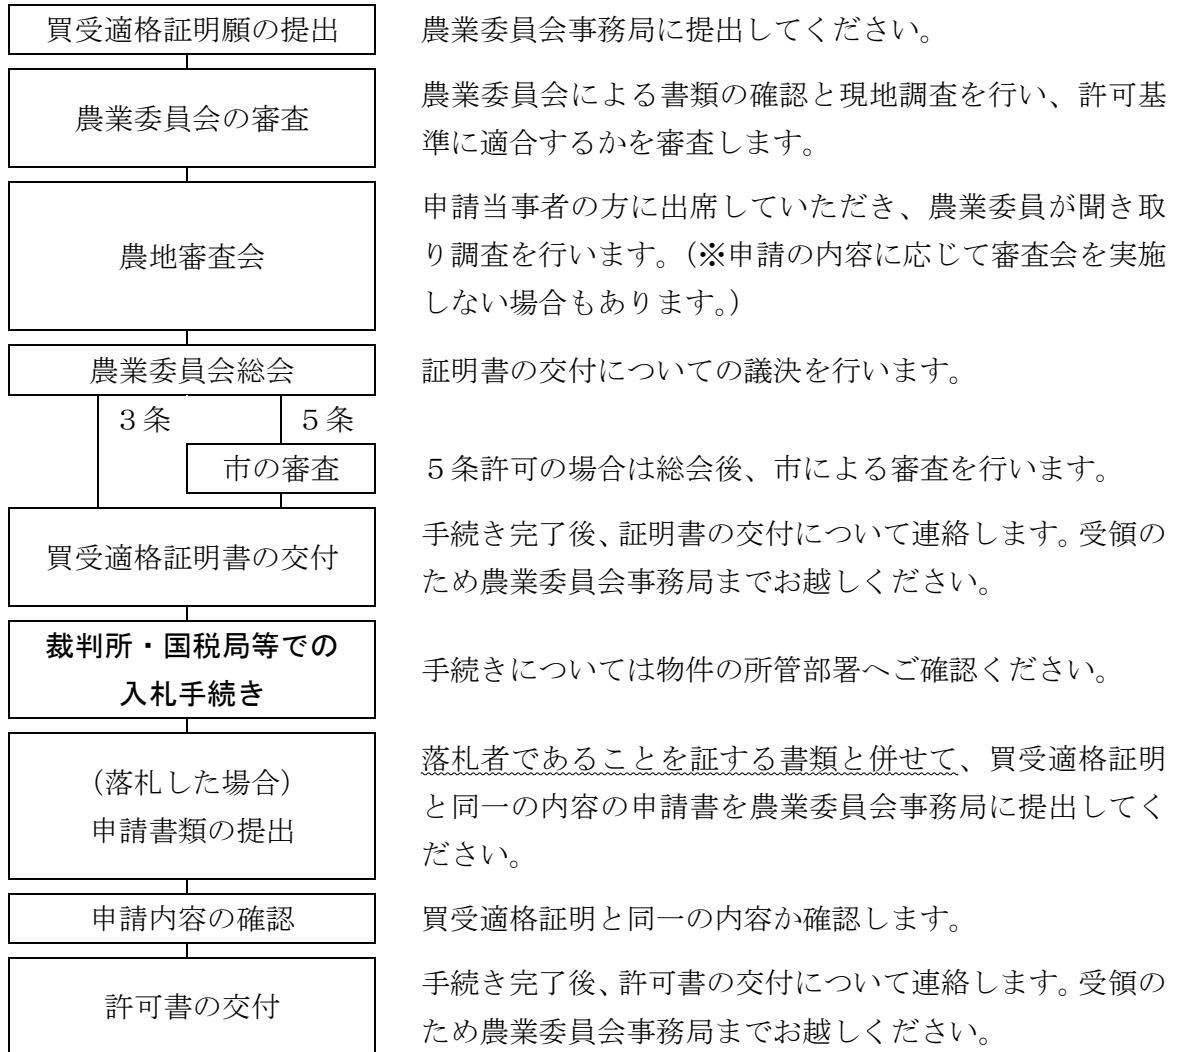 買受適格証明願の提出
農業委員会事務局に提出してください。
農業委員会の審査
農業委員会による書類の確認と現地調査を行い、許可基
準に適合するかを審査します。
農地審査会
申請当事者の方に出席していただき、農業委員が聞き取
り調査を行います。(※申請の内容に応じて審査会を実施
しない場合もあります。)
農業委員会総会
証明書の交付についての議決を行います。
３条
５条
市の審査
５条許可の場合は総会後、市による審査を行います。
買受適格証明書の交付
手続き完了後、証明書の交付について連絡します。受領の
ため農業委員会事務局までお越しください。
裁判所・国税局等での
入札手続き
手続きについては物件の所管部署へご確認ください。
(落札した場合)
申請書類の提出
落札者であることを証する書類と併せて、買受適格証明
と同一の内容の申請書を農業委員会事務局に提出してく
ださい。
申請内容の確認
買受適格証明と同一の内容か確認します。
許可書の交付
手続き完了後、許可書の交付について連絡します。受領の
ため農業委員会事務局までお越しください。